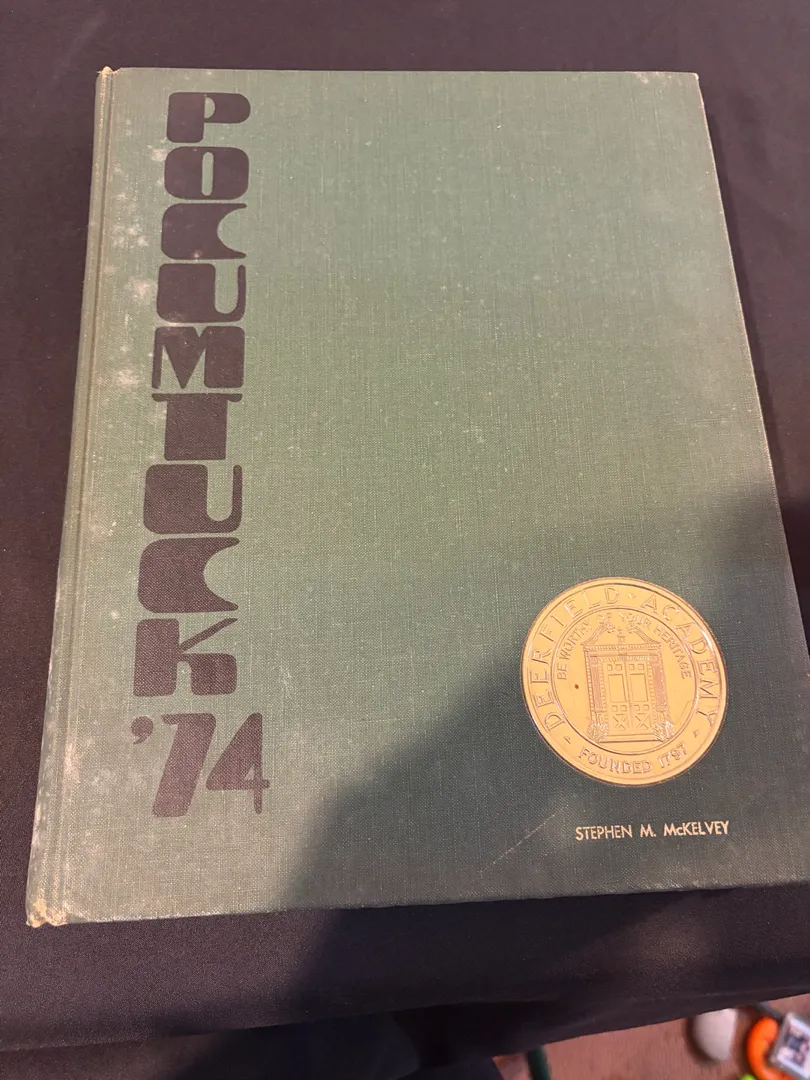 POCUMTUCK
'74
DEERFIELD · ACADEMY
BE WORTHY OF YOUR HERITAGE
FOUNDED 1797
STEPHEN M. McKELVEY